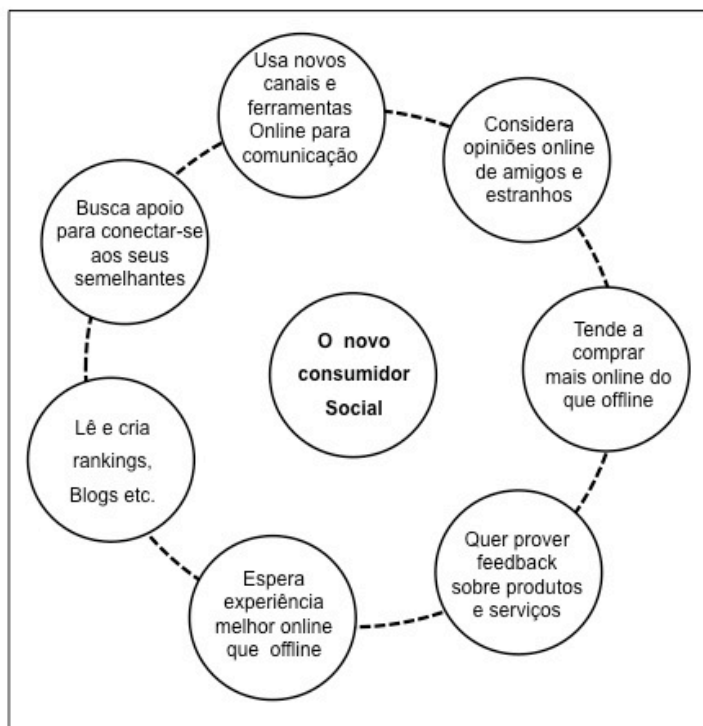 Usa novos
canais e
ferramentas
Online para
comunicação
Considera
opiniões online
de amigos e
estranhos
Tende a
comprar
mais online do
que offline
Quer prover
feedback
sobre produtos
e serviços
Espera
experiência
melhor online
que offline
Lê e cria
rankings,
Blogs etc.
Busca apoio
para conectar-se
aos seus
semelhantes
O novo
consumidor
Social